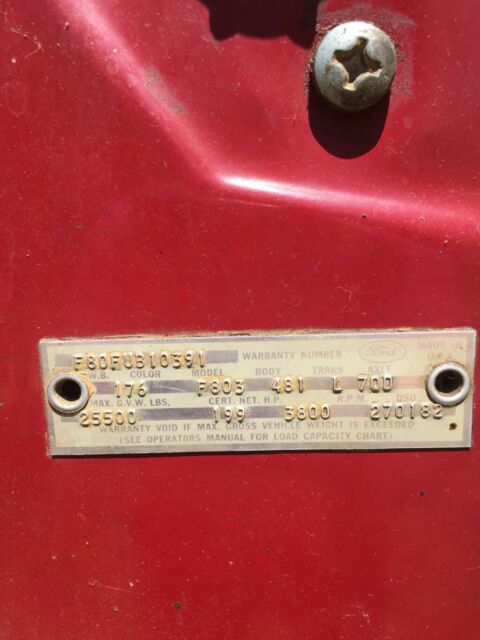 F80FUB10391 WARRANTY NUMBER Ford MADE IN U.S.A.
W.B. COLOR MODEL BODY TRANS. AXLE
176 F803 481 L 700
MAX. G.V.W. LBS. CERT. NET. H.P. R.P.M. DSO
25500 199 3800 270182
WARRANTY VOID IF MAX. GROSS VEHICLE WEIGHT IS EXCEEDED
(SEE OPERATORS MANUAL FOR LOAD CAPACITY CHART)